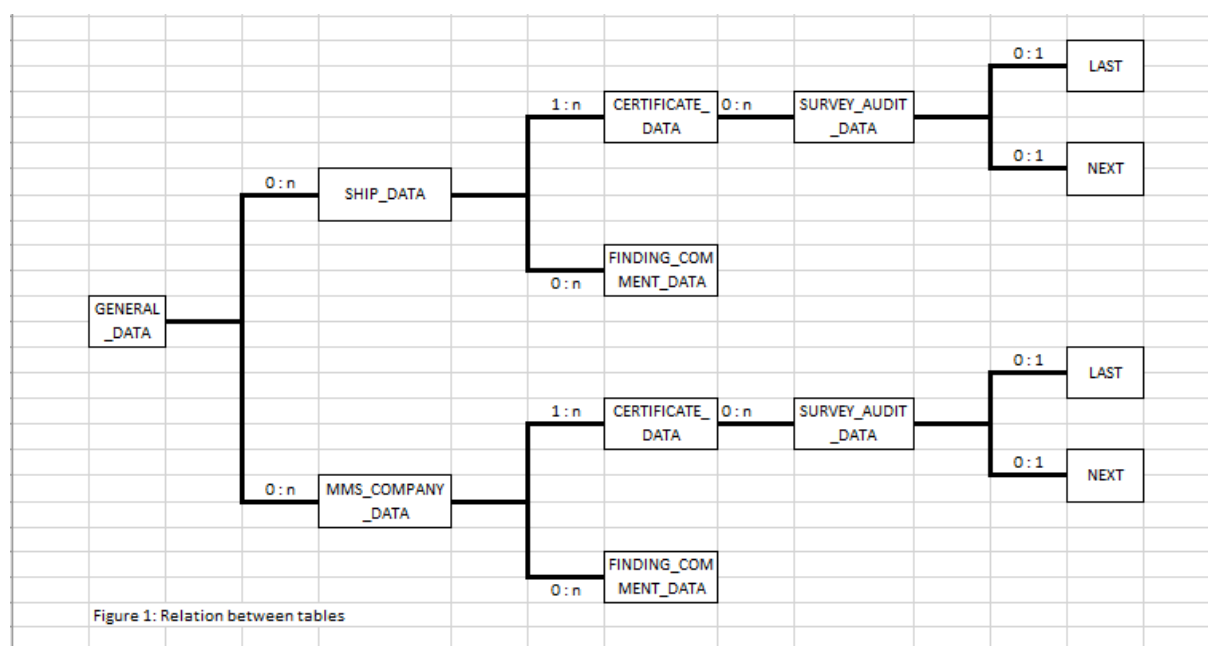 0 : 1
LAST
1 : n
CERTIFICATE_
DATA
0 : n
SURVEY_AUDIT
_DATA
0 : 1
NEXT
0 : n
SHIP_DATA
FINDING_COM
MENT_DATA
0 : n
GENERAL
_DATA
0 : 1
LAST
1 : n
CERTIFICATE_
DATA
0 : n
SURVEY_AUDIT
_DATA
0 : 1
NEXT
0 : n
MMS_COMPANY
_DATA
FINDING_COM
MENT_DATA
0 : n
Figure 1: Relation between tables